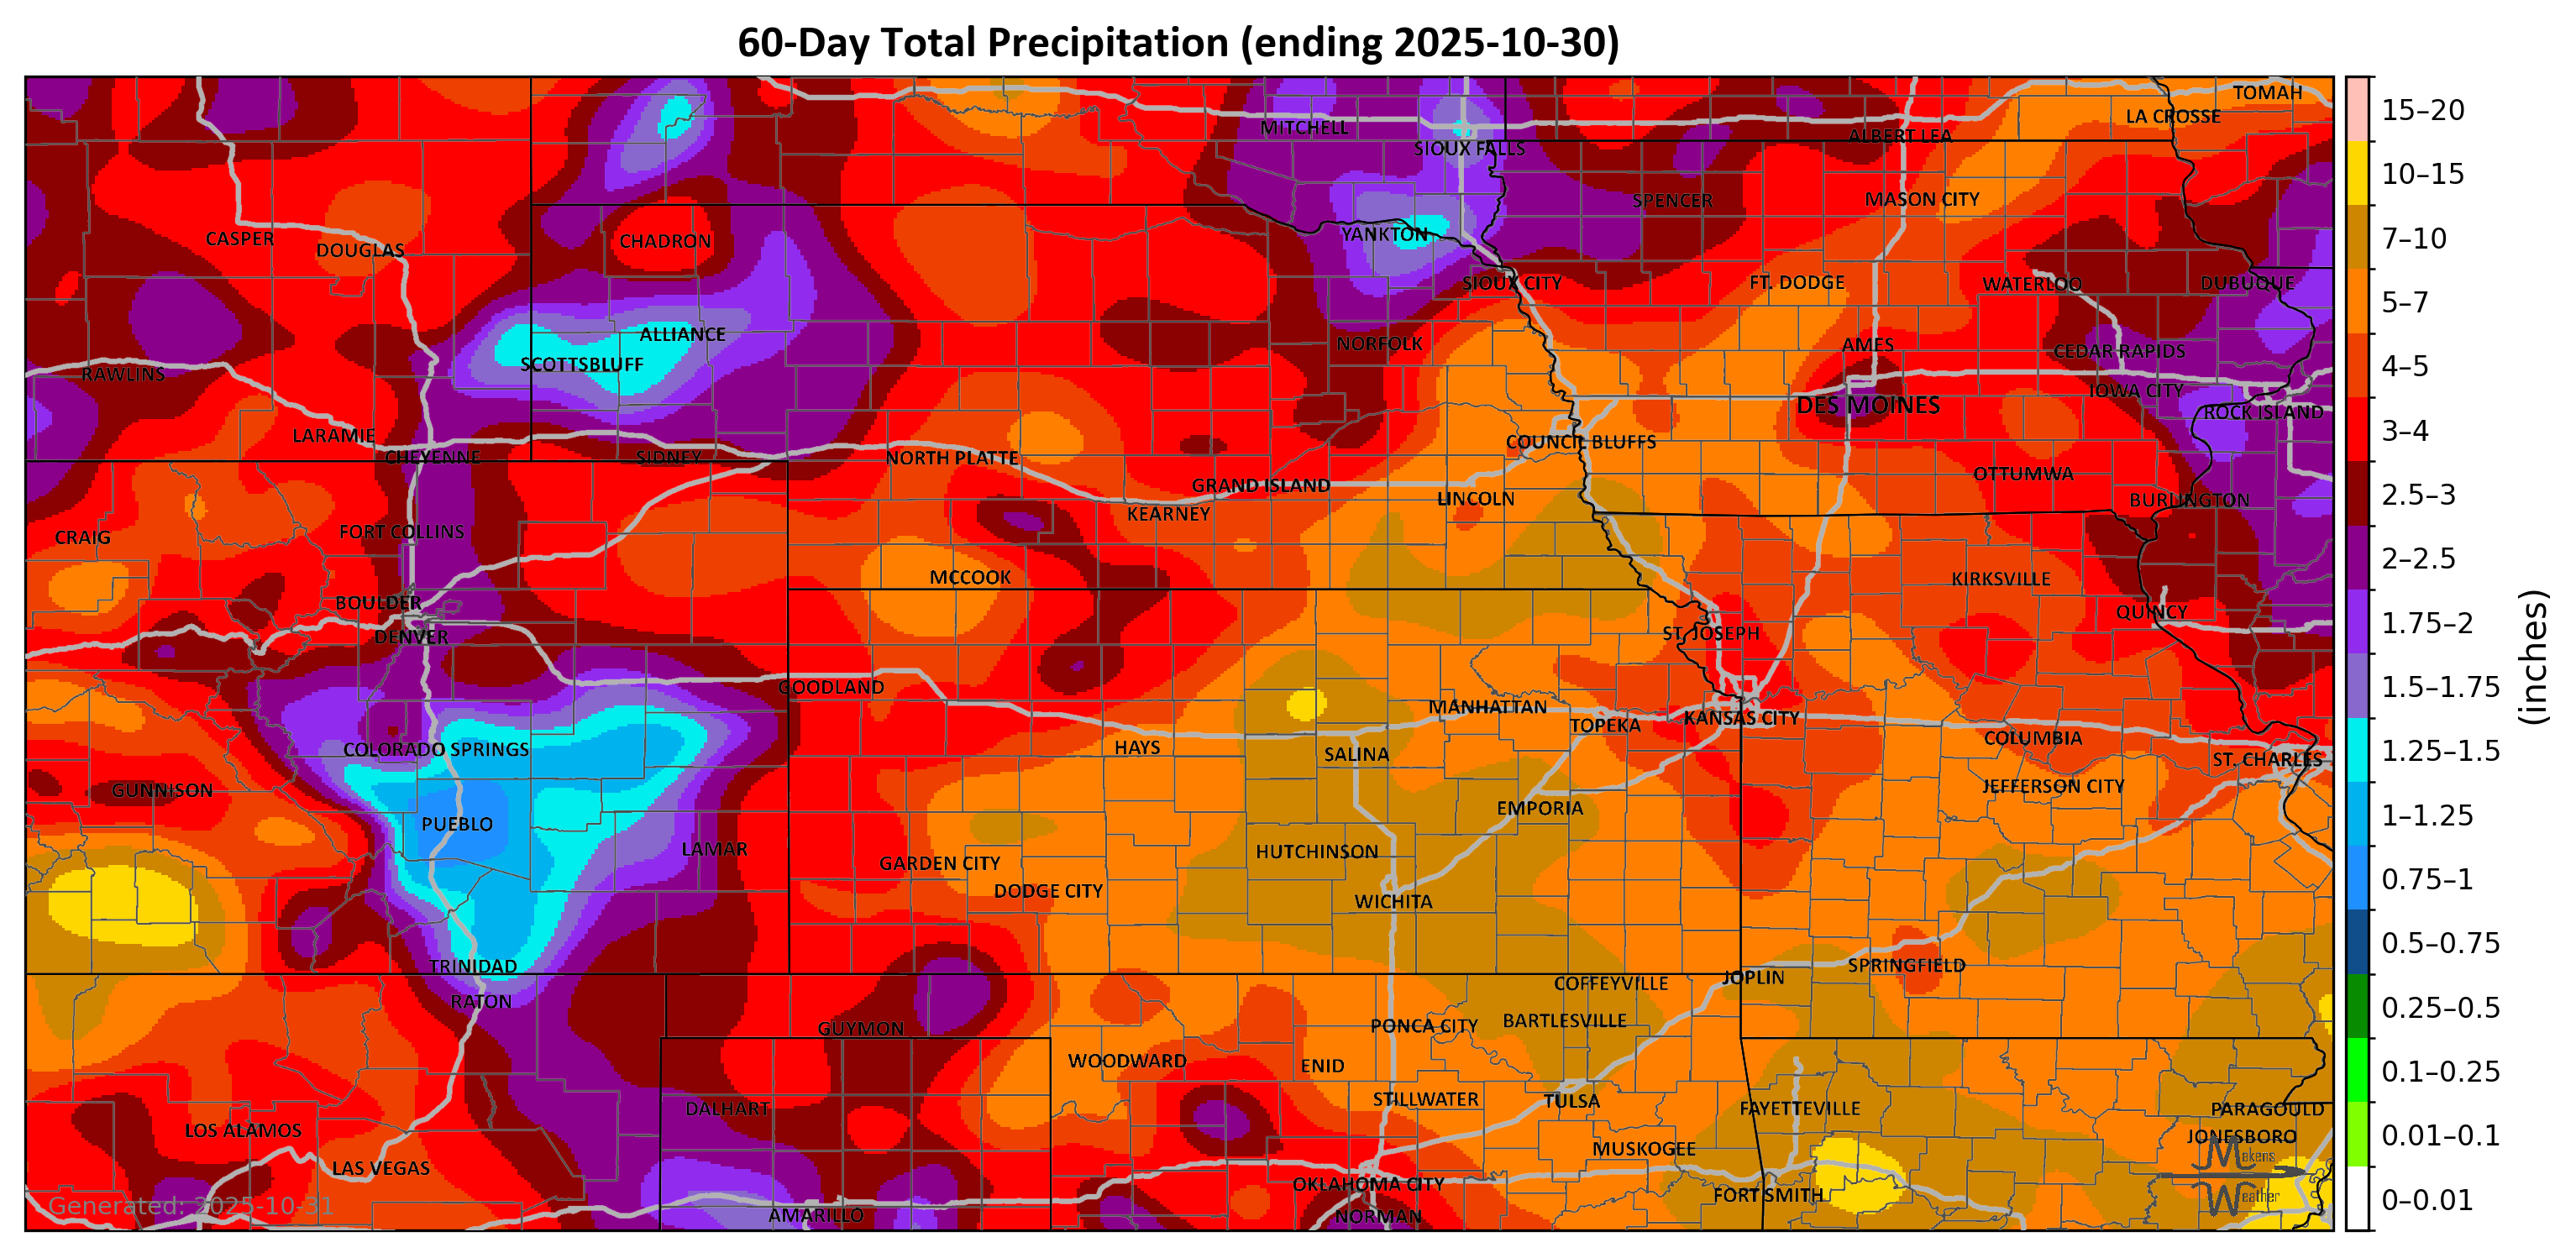 60-Day Total Precipitation (ending 2025-10-30)
TOMAH
LA CROSSE
MITCHELL
ALBERT LEA
SIOUX FALLS
SPENCER
MASON CITY
CASPER
DOUGLAS
CHADRON
YANKTON
SIOUX CITY
FT. DODGE
WATERLOO
DUBUQUE
ALLIANCE
NORFOLK
AMES
CEDAR RAPIDS
SCOTTSBLUFF
RAWLINS
IOWA CITY
DES MOINES
ROCK ISLAND
LARAMIE
COUNCIL BLUFFS
CHEYENNE
SIDNEY
NORTH PLATTE
OTTUMWA
GRAND ISLAND
LINCOLN
BURLINGTON
KEARNEY
CRAIG
FORT COLLINS
MCCOOK
KIRKSVILLE
BOULDER
QUINCY
DENVER
ST. JOSEPH
GOODLAND
MANHATTAN
TOPEKA
KANSAS CITY
COLUMBIA
COLORADO SPRINGS
HAYS
SALINA
ST. CHARLES
GUNNISON
JEFFERSON CITY
EMPORIA
PUEBLO
LAMAR
HUTCHINSON
GARDEN CITY
DODGE CITY
WICHITA
TRINIDAD
SPRINGFIELD
JOPLIN
COFFEYVILLE
RATON
GUYMON
PONCA CITY
BARTLESVILLE
WOODWARD
ENID
STILLWATER
TULSA
DALHART
FAYETTEVILLE
PARAGOULD
LOS ALAMOS
JONESBORO
MUSKOGEE
LAS VEGAS
OKLAHOMA CITY
FORT SMITH
AMARILLO
NORMAN
Makens
Weather
Generated: 2025-10-31
15–20
10–15
7–10
5–7
4–5
3–4
2.5–3
2–2.5
1.75–2
1.5–1.75
1.25–1.5
1–1.25
0.75–1
0.5–0.75
0.25–0.5
0.1–0.25
0.01–0.1
0–0.01
(inches)